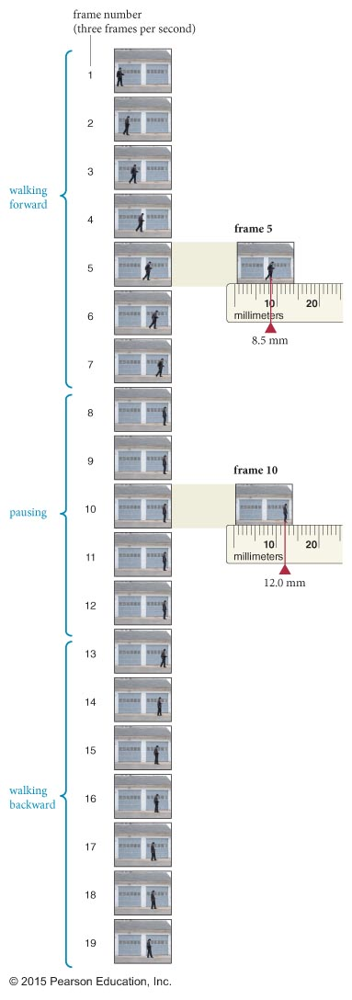 frame number
(three frames per second)
1
2
3
4
walking
forward
frame 5
5
10 20
millimeters
6
8.5 mm
7
8
9
frame 10
10
pausing
10 20
millimeters
11
12.0 mm
12
13
14
15
walking
backward
16
17
18
19
© 2015 Pearson Education, Inc.